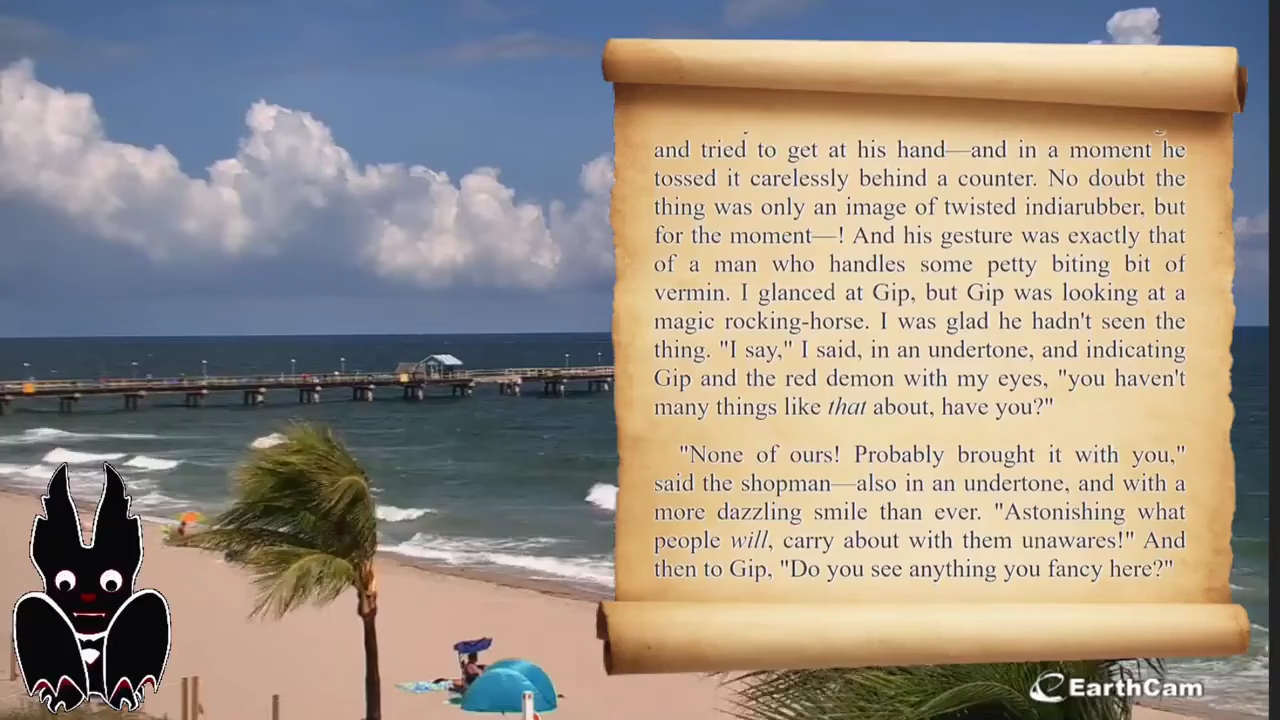 and tried to get at his hand—and in a moment he
tossed it carelessly behind a counter. No doubt the
thing was only an image of twisted indiarubber, but
for the moment—! And his gesture was exactly that
of a man who handles some petty biting bit of
vermin. I glanced at Gip, but Gip was looking at a
magic rocking-horse. I was glad he hadn't seen the
thing. "I say," I said, in an undertone, and indicating
Gip and the red demon with my eyes, "you haven't
many things like that about, have you?"
"None of ours! Probably brought it with you,"
said the shopman—also in an undertone, and with a
more dazzling smile than ever. "Astonishing what
people will, carry about with them unawares!" And
then to Gip, "Do you see anything you fancy here?"
EarthCam